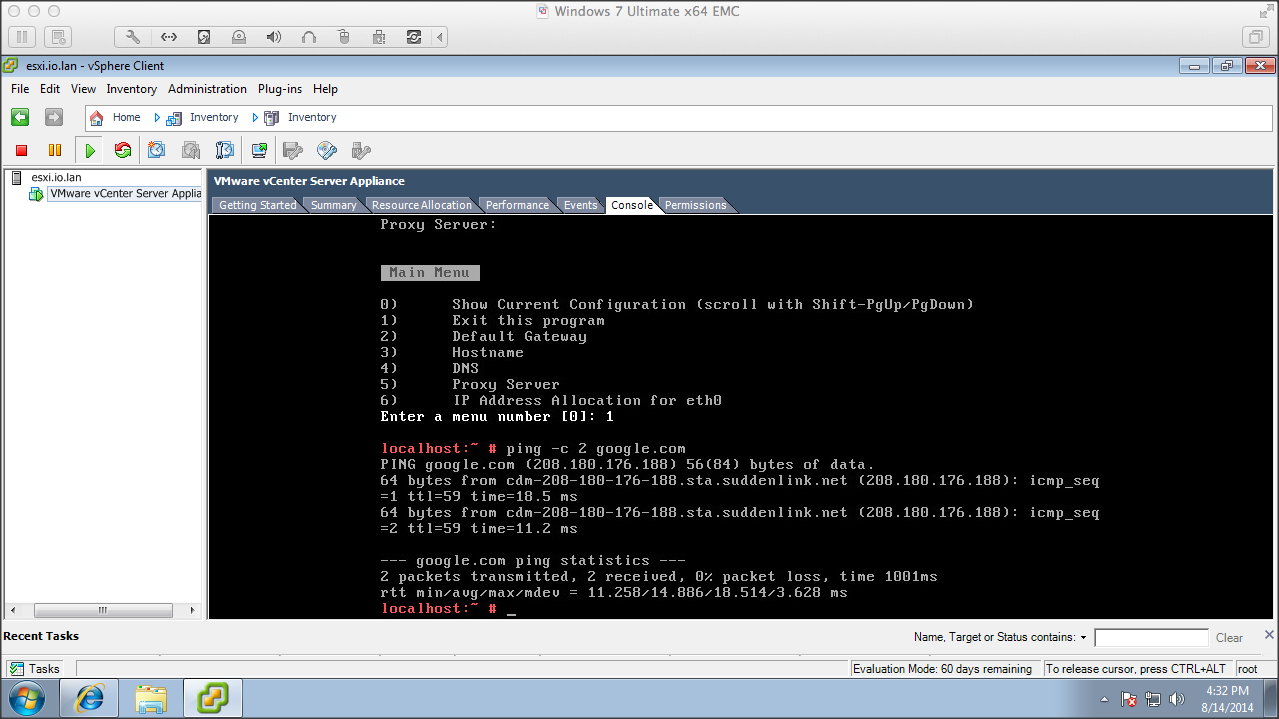 Windows 7 Ultimate x64 EMC
esxi.io.lan - vSphere Client
File Edit View Inventory Administration Plug-ins Help
Home Inventory Inventory
esxi.io.lan
VMware vCenter Server Applia
VMware vCenter Server Appliance
Getting Started Summary Resource Allocation Performance Events Console Permissions
Proxy Server:
Main Menu
0) Show Current Configuration (scroll with Shift-PgUp/PgDown)
1) Exit this program
2) Default Gateway
3) Hostname
4) DNS
5) Proxy Server
6) IP Address Allocation for eth0
Enter a menu number [0]: 1
localhost:~ # ping -c 2 google.com
PING google.com (208.180.176.188) 56(84) bytes of data.
64 bytes from cdm-208-180-176-188.sta.suddenlink.net (208.180.176.188): icmp_seq
=1 ttl=59 time=18.5 ms
64 bytes from cdm-208-180-176-188.sta.suddenlink.net (208.180.176.188): icmp_seq
=2 ttl=59 time=11.2 ms
--- google.com ping statistics ---
2 packets transmitted, 2 received, 0% packet loss, time 1001ms
rtt min/avg/max/mdev = 11.258/14.886/18.514/3.628 ms
localhost:~ # _
Recent Tasks
Name, Target or Status contains:
Clear
Tasks
Evaluation Mode: 60 days remaining
To release cursor, press CTRL+ALT
root
4:32 PM
8/14/2014